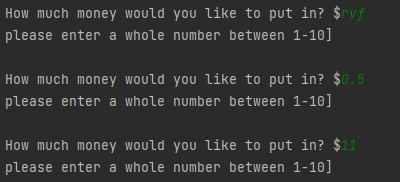 How much money would you like to put in? $rvf
please enter a whole number between 1-10]
How much money would you like to put in? $0.5
please enter a whole number between 1-10]
How much money would you like to put in? $11
please enter a whole number between 1-10]